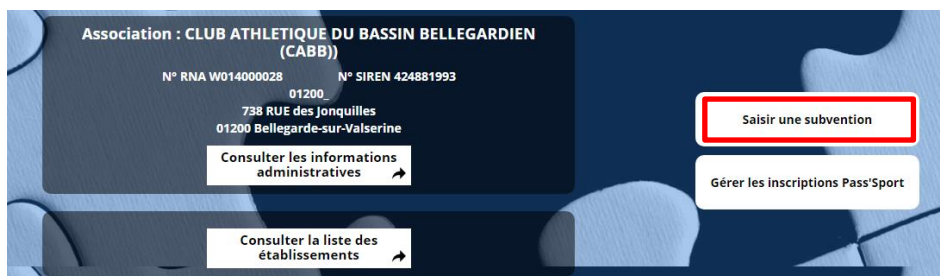 Association : CLUB ATHLETIQUE DU BASSIN BELLEGARDIEN
(CABB))
N° RNA W014000028 N° SIREN 424881993
01200_
738 RUE des Jonquilles
01200 Bellegarde-sur-Valserine
Consulter les informations
administratives
Saisir une subvention
Gérer les inscriptions Pass'Sport
Consulter la liste des
établissements